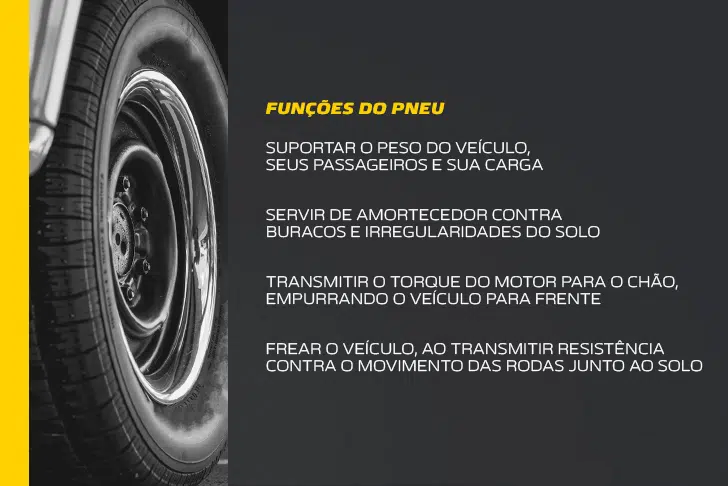 FUNÇÕES DO PNEU
SUPORTAR O PESO DO VEÍCULO,
SEUS PASSAGEIROS E SUA CARGA
SERVIR DE AMORTECEDOR CONTRA
BURACOS E IRREGULARIDADES DO SOLO
TRANSMITIR O TORQUE DO MOTOR PARA O CHÃO,
EMPURRANDO O VEÍCULO PARA FRENTE
FREAR O VEÍCULO, AO TRANSMITIR RESISTÊNCIA
CONTRA O MOVIMENTO DAS RODAS JUNTO AO SOLO